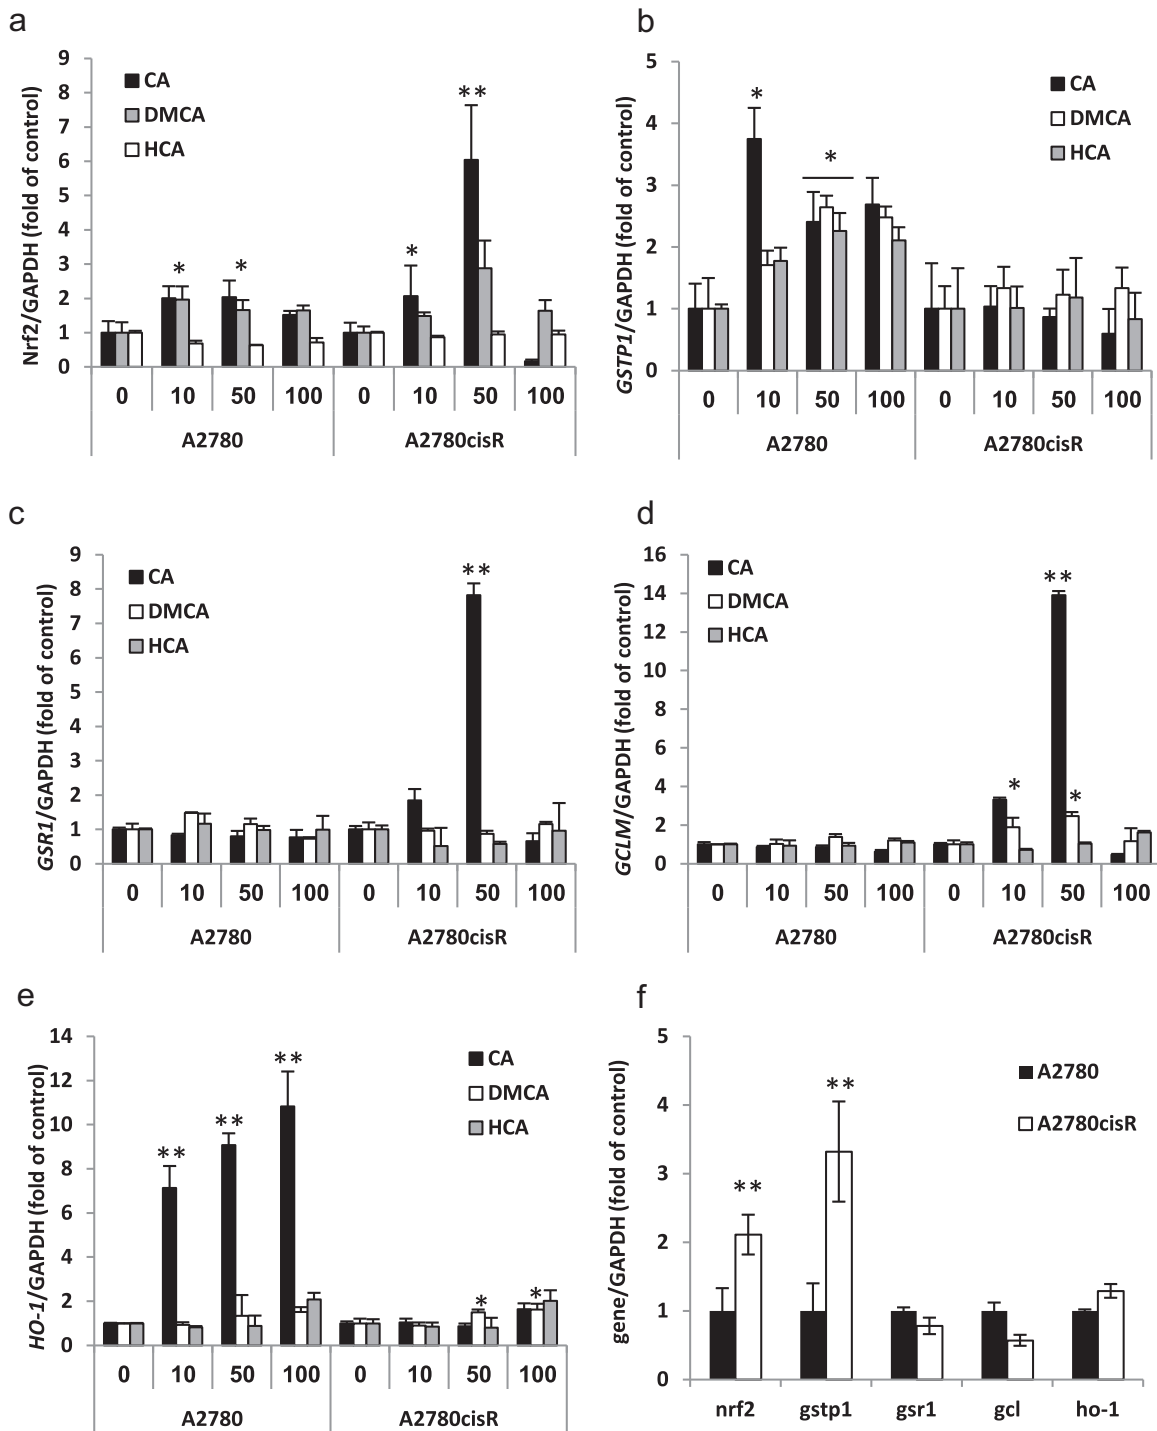 a
Nrf2/GAPDH (fold of control)
9
8
7
6
5
4
3
2
1
0
CA
DMCA
HCA
*
*
*
**
0 10 50 100 0 10 50 100
A2780 A2780cisR
b
GSTP1/GAPDH (fold of control)
5
4
3
2
1
0
CA
DMCA
HCA
*
*
0 10 50 100 0 10 50 100
A2780 A2780cisR
c
GSR1/GAPDH (fold of control)
9
8
7
6
5
4
3
2
1
0
CA
DMCA
HCA
**
0 10 50 100 0 10 50 100
A2780 A2780cisR
d
GCLM/GAPDH (fold of control)
16
14
12
10
8
6
4
2
0
CA
DMCA
HCA
*
**
*
0 10 50 100 0 10 50 100
A2780 A2780cisR
e
HO-1/GAPDH (fold of control)
14
12
10
8
6
4
2
0
CA
DMCA
HCA
**
**
**
*
*
0 10 50 100 0 10 50 100
A2780 A2780cisR
f
gene/GAPDH (fold of control)
5
4
3
2
1
0
A2780
A2780cisR
**
**
nrf2 gstp1 gsr1 gcl ho-1